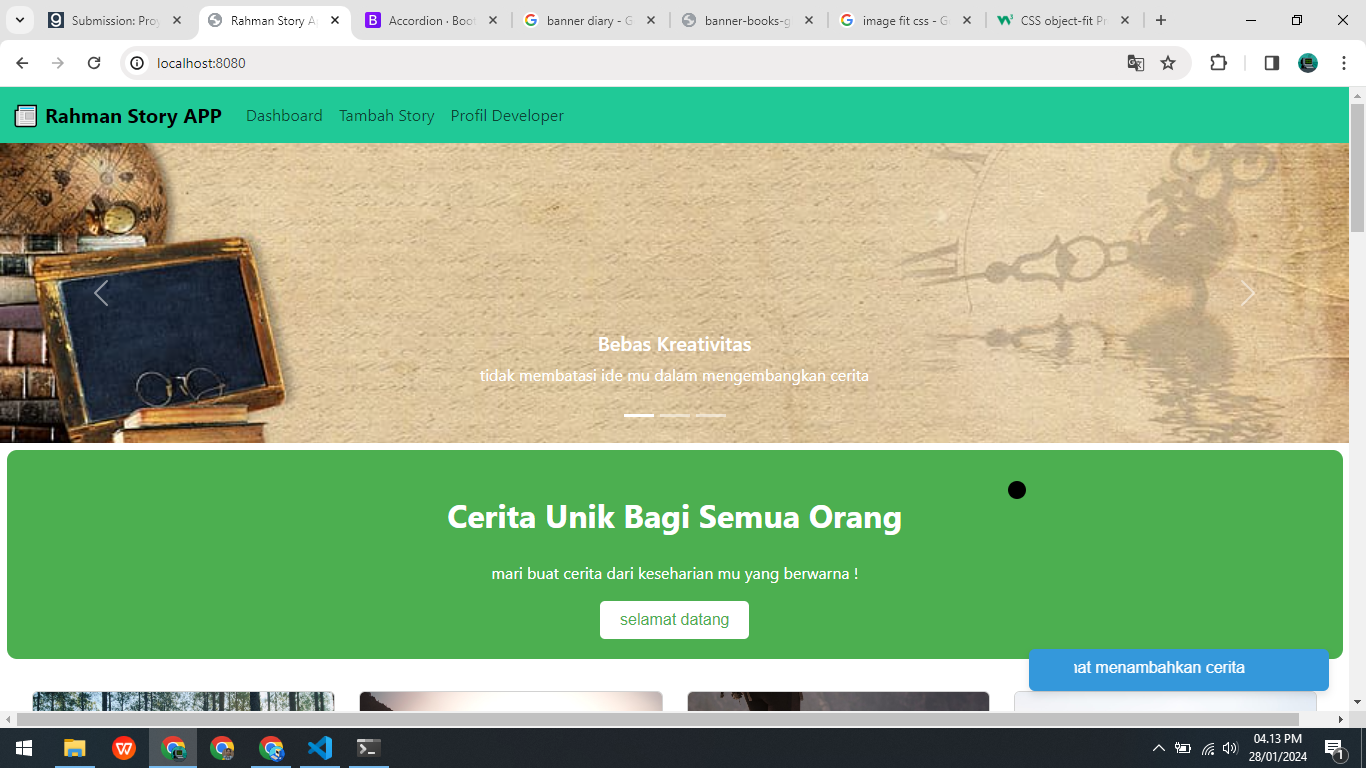 Submission: Pro
Rahman Story A
Accordion · Boo
banner diary - G
banner-books-g
image fit css - G
CSS object-fit Pr
localhost:8080
Rahman Story APP
Dashboard
Tambah Story
Profil Developer
Bebas Kreativitas
tidak membatasi ide mu dalam mengembangkan cerita
Cerita Unik Bagi Semua Orang
mari buat cerita dari keseharian mu yang berwarna !
selamat datang
nat menambahkan cerita
04.13 PM
28/01/2024
1